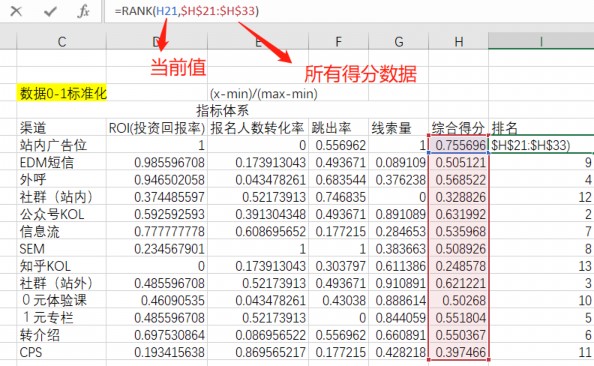 =RANK(H21,$H$21:$H$33)
C D E F G H I
当前值 所有得分数据
数据0-1标准化 (x-min)/(max-min)
指标体系
渠道 ROI(投资回报率) 报名人数转化率 跳出率 线索量 综合得分 排名
站内广告位 1 0 0.556962 1 0.755696 $H$21:$H$33)
EDM短信 0.985596708 0.173913043 0.493671 0.089109 0.505121 9
外呼 0.946502058 0.043478261 0.683544 0.376238 0.568522 4
社群（站内） 0.374485597 0.52173913 0.746835 0 0.328826 12
公众号KOL 0.592592593 0.391304348 0.493671 0.891089 0.631992 2
信息流 0.777777778 0.608695652 0.177215 0.284653 0.535968 7
SEM 0.234567901 1 1 0.383663 0.508926 8
知乎KOL 0 0.173913043 0.303797 0.611386 0.248578 13
社群（站外） 0.485596708 0.52173913 0.493671 0.910891 0.621221 3
０元体验课 0.46090535 0.043478261 0.43038 0.888614 0.50268 10
１元专栏 0.485596708 0.52173913 0 0.844059 0.551804 5
转介绍 0.697530864 0.086956522 0.556962 0.660891 0.550367 6
CPS 0.193415638 0.869565217 0.177215 0.428218 0.397466 11